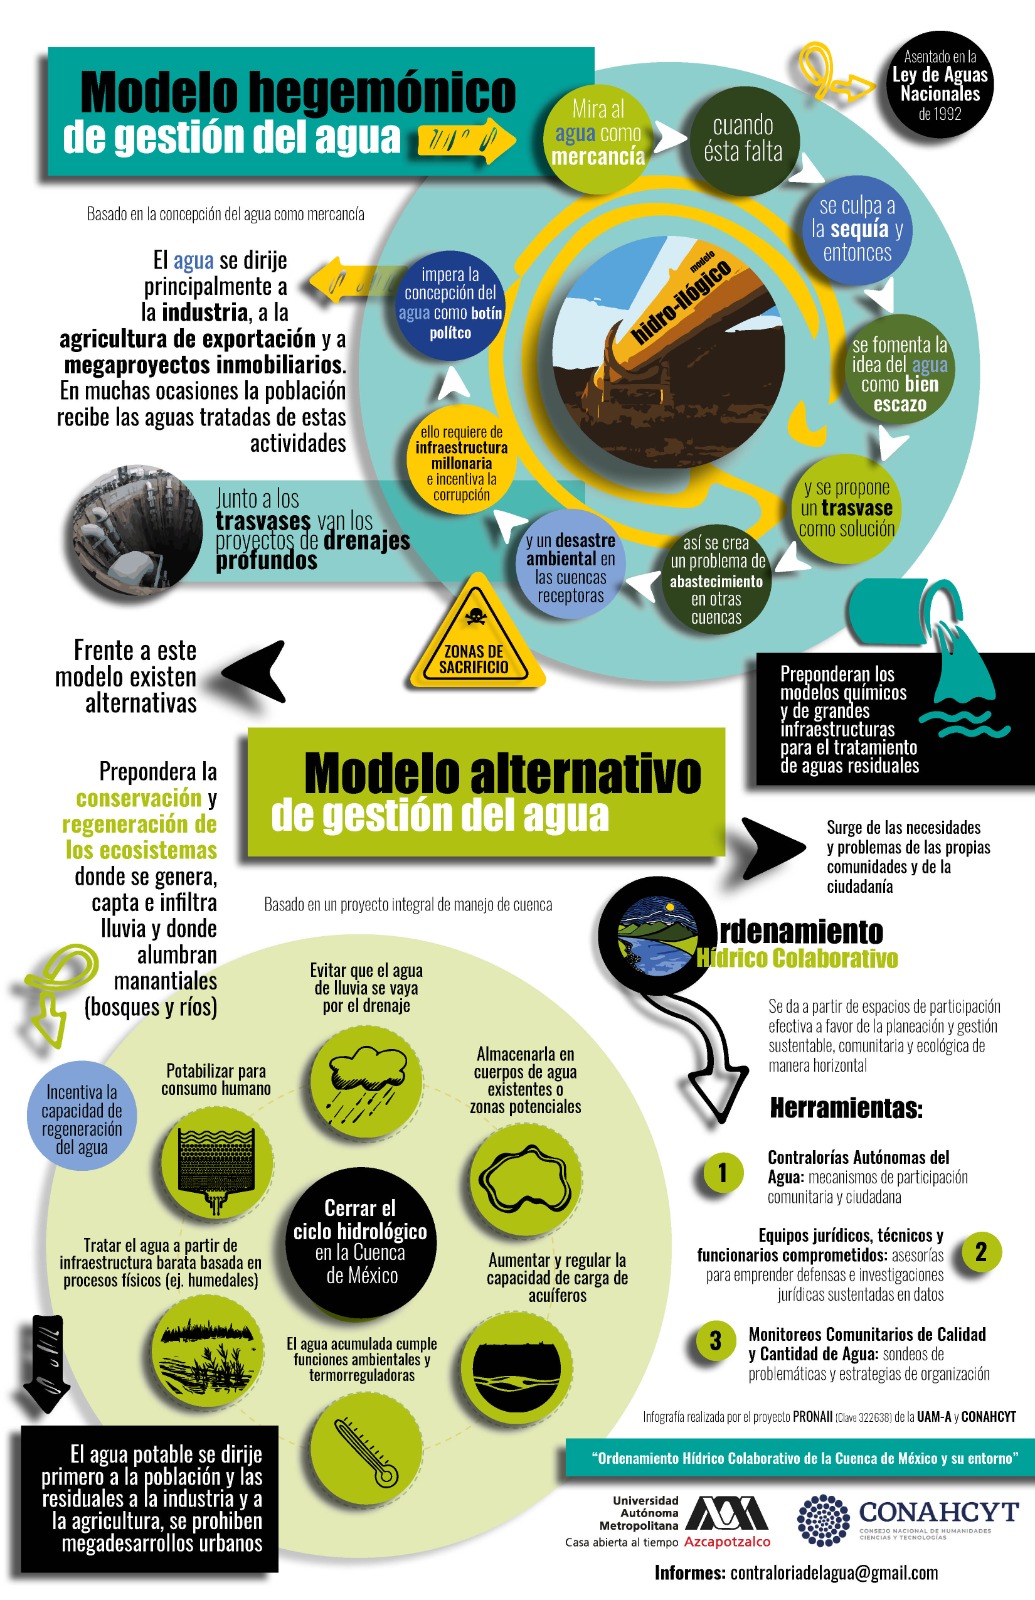 Modelo hegemónico
de gestión del agua
Basado en la concepción del agua como mercancía
Asentado en la
Ley de Aguas
Nacionales
de 1992
Mira al
agua como
mercancía
cuando
ésta falta
se culpa a
la sequía y
entonces
se fomenta la
idea del agua
como bien
escazo
y se propone
un trasvase
como solución
así se crea
un problema de
abastecimiento
en otras
cuencas
y un desastre
ambiental en
las cuencas
receptoras
ello requiere de
infraestructura
millonaria
e incentiva la
corrupción
impera la
concepción del
agua como botín
polítco
modelo
hidro-ilógico
El agua se dirije
principalmente a
la industria, a la
agricultura de exportación y a
megaproyectos inmobiliarios.
En muchas ocasiones la población
recibe las aguas tratadas de estas
actividades
Junto a los
trasvases van los
proyectos de drenajes
profundos
ZONAS DE
SACRIFICIO
Preponderan los
modelos químicos
y de grandes
infraestructuras
para el tratamiento
de aguas residuales
Frente a este
modelo existen
alternativas
Modelo alternativo
de gestión del agua
Basado en un proyecto integral de manejo de cuenca
Prepondera la
conservación y
regeneración de
los ecosistemas
donde se genera,
capta e infiltra
lluvia y donde
alumbran
manantiales
(bosques y ríos)
Incentiva la
capacidad de
regeneración
del agua
Evitar que el agua
de lluvia se vaya
por el drenaje
Almacenarla en
cuerpos de agua
existentes o
zonas potenciales
Aumentar y regular la
capacidad de carga de
acuíferos
El agua acumulada cumple
funciones ambientales y
termorreguladoras
Tratar el agua a partir de
infraestructura barata basada en
procesos físicos (ej. humedales)
Potabilizar para
consumo humano
Cerrar el
ciclo hidrológico
en la Cuenca
de México
El agua potable se dirije
primero a la población y las
residuales a la industria y a
la agricultura, se prohiben
megadesarrollos urbanos
Surge de las necesidades
y problemas de las propias
comunidades y de la
ciudadanía
Ordenamiento
Hídrico Colaborativo
Se da a partir de espacios de participación
efectiva a favor de la planeación y gestión
sustentable, comunitaria y ecológica de
manera horizontal
Herramientas:
1
Contralorías Autónomas del
Agua: mecanismos de participación
comunitaria y ciudadana
Equipos jurídicos, técnicos y
funcionarios comprometidos: asesorías
para emprender defensas e investigaciones
jurídicas sustentadas en datos
2
3
Monitoreos Comunitarios de Calidad
y Cantidad de Agua: sondeos de
problemáticas y estrategias de organización
Infografía realizada por el proyecto PRONAII (Clave 322638) de la UAM-A y CONAHCYT
“Ordenamiento Hídrico Colaborativo de la Cuenca de México y su entorno”
Universidad
Autónoma
Metropolitana
Casa abierta al tiempo Azcapotzalco
CONAHCYT
CONSEJO NACIONAL DE HUMANIDADES
CIENCIAS Y TECNOLOGÍAS
Informes: contraloriadelagua@gmail.com